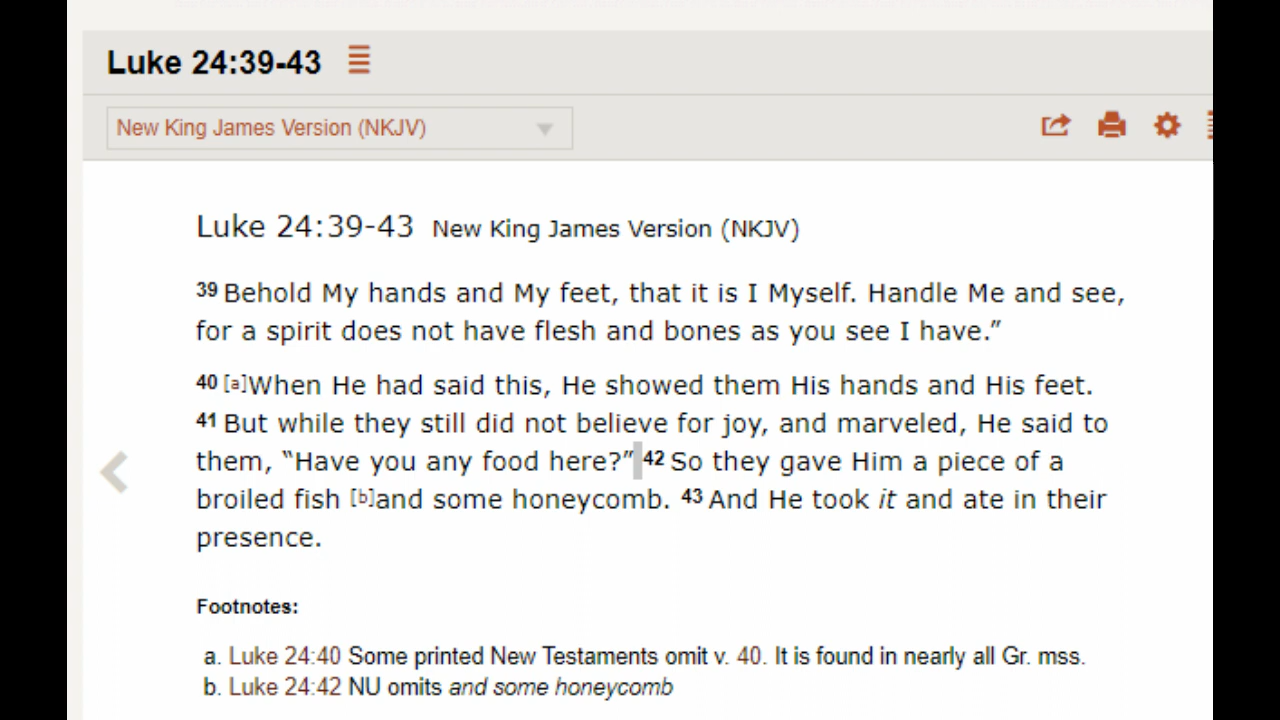 Luke 24:39-43
New King James Version (NKJV)
Luke 24:39-43 New King James Version (NKJV)
39 Behold My hands and My feet, that it is I Myself. Handle Me and see,
for a spirit does not have flesh and bones as you see I have.”
40 [a]When He had said this, He showed them His hands and His feet.
41 But while they still did not believe for joy, and marveled, He said to
them, “Have you any food here?” 42 So they gave Him a piece of a
broiled fish [b]and some honeycomb. 43 And He took it and ate in their
presence.
Footnotes:
a. Luke 24:40 Some printed New Testaments omit v. 40. It is found in nearly all Gr. mss.
b. Luke 24:42 NU omits and some honeycomb